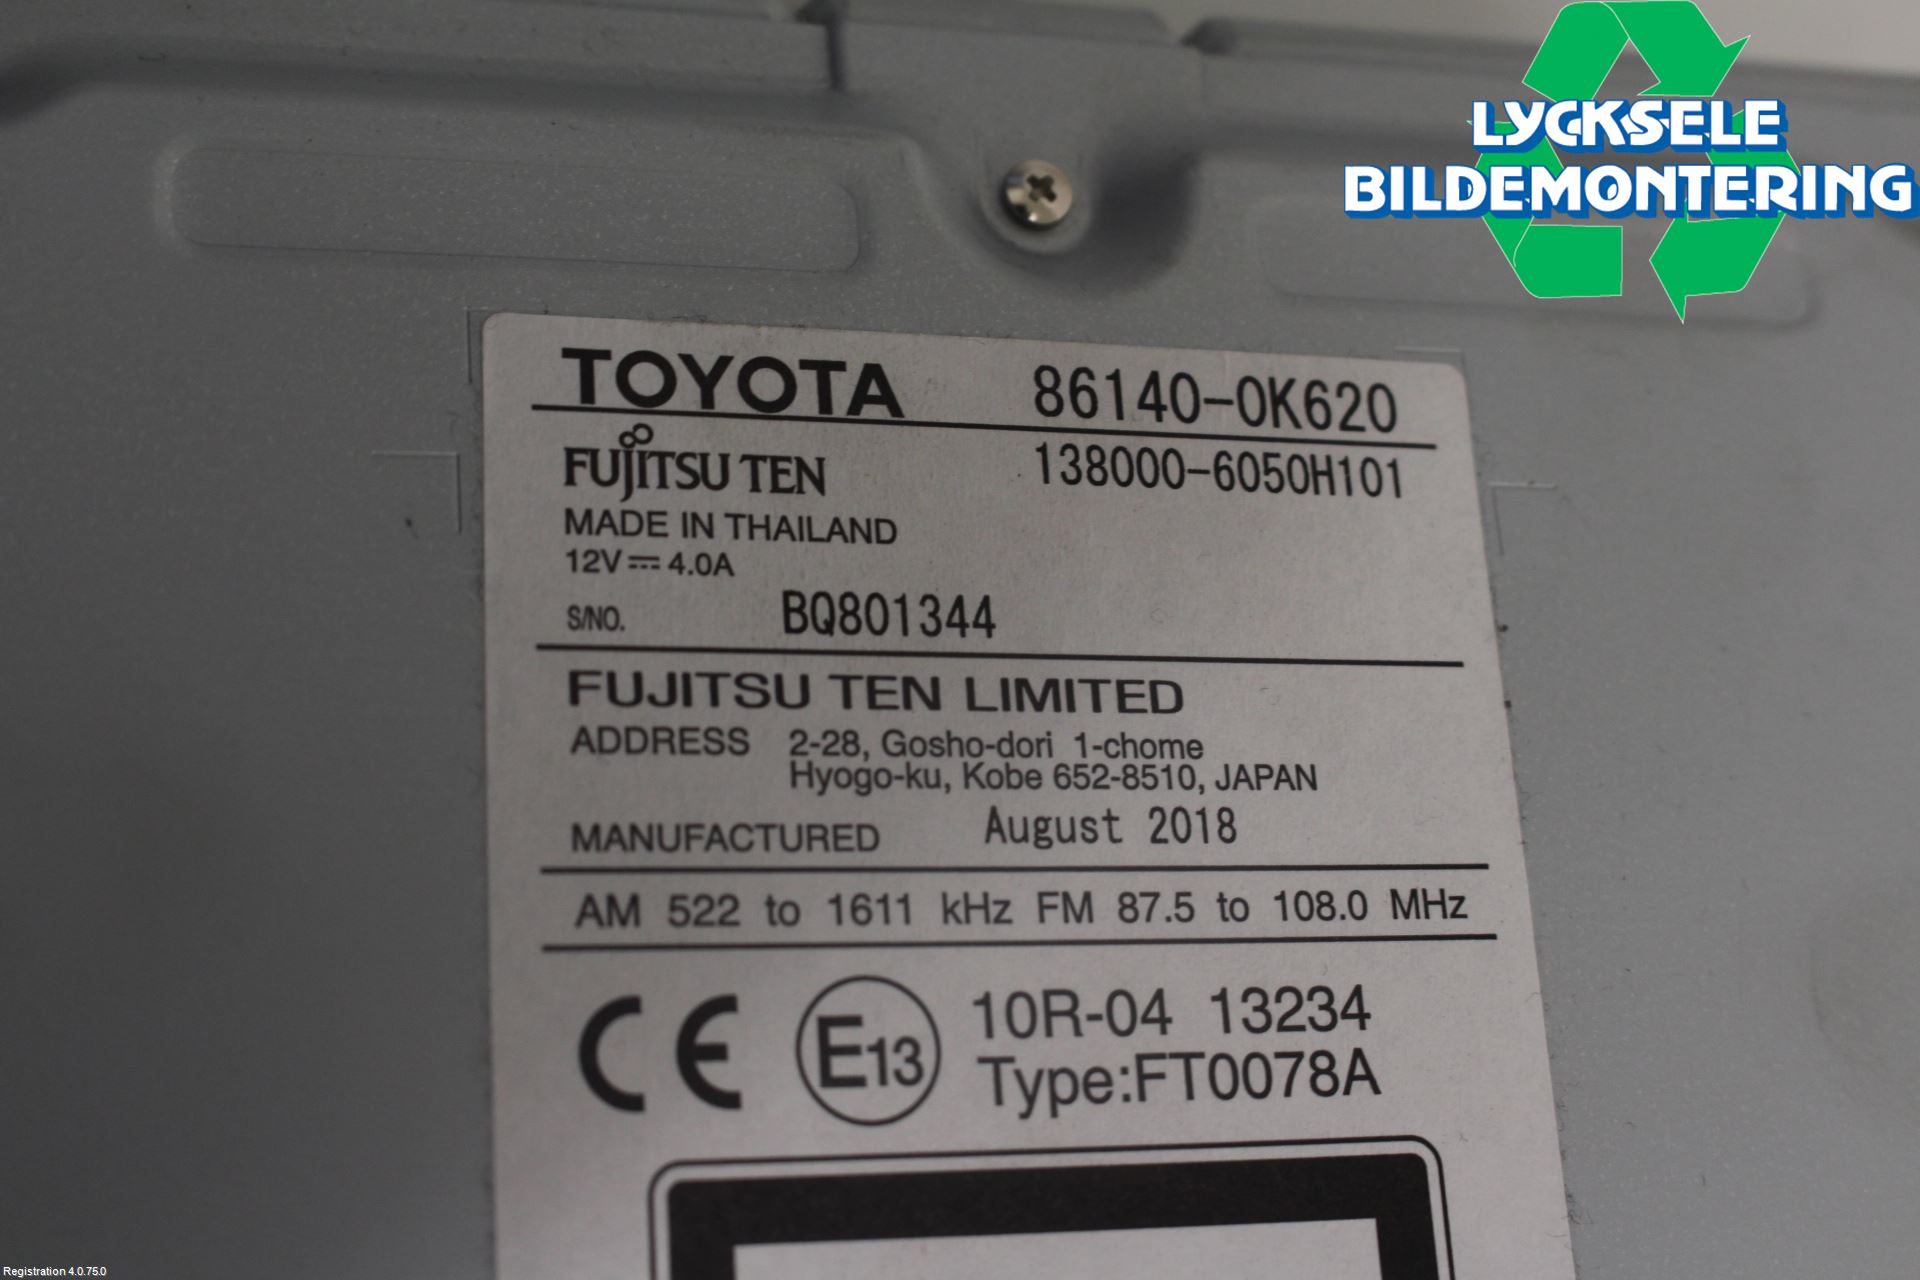 LYCKSELE
BILDEMONTERING
TOYOTA 86140-0K620
FUJITSU TEN 138000-6050H101
MADE IN THAILAND
12V ⎓ 4.0A
S/NO. BQ801344
FUJITSU TEN LIMITED
ADDRESS 2-28, Gosho-dori 1-chome
Hyogo-ku, Kobe 652-8510, JAPAN
MANUFACTURED August 2018
AM 522 to 1611 kHz FM 87.5 to 108.0 MHz
CE E13 10R-04 13234
Type:FT0078A
Registration 4.0.75.0